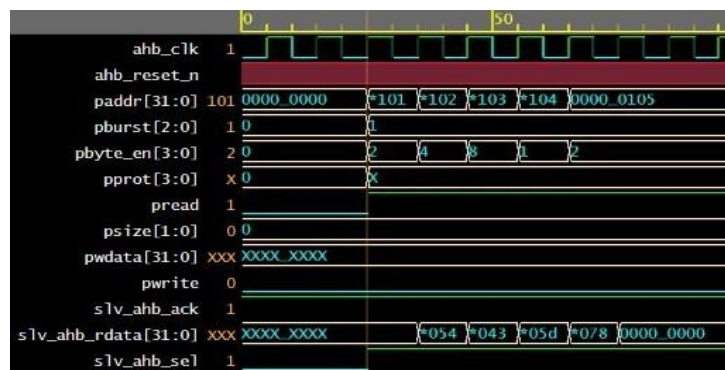 0 50
ahb_clk 1
ahb_reset_n
paddr[31:0] 101 0000_0000 *101 *102 *103 *104 0000_0105
pburst[2:0] 1 0 1
pbyte_en[3:0] 2 0 2 4 8 1 2
pprot[3:0] X 0 X
pread 1
psize[1:0] 0 0
pwdata[31:0] XXX XXXX_XXXX
pwrite 0
slv_ahb_ack 1
slv_ahb_rdata[31:0] XXX XXXX_XXXX *054 *043 *05d *078 0000_0000
slv_ahb_sel 1